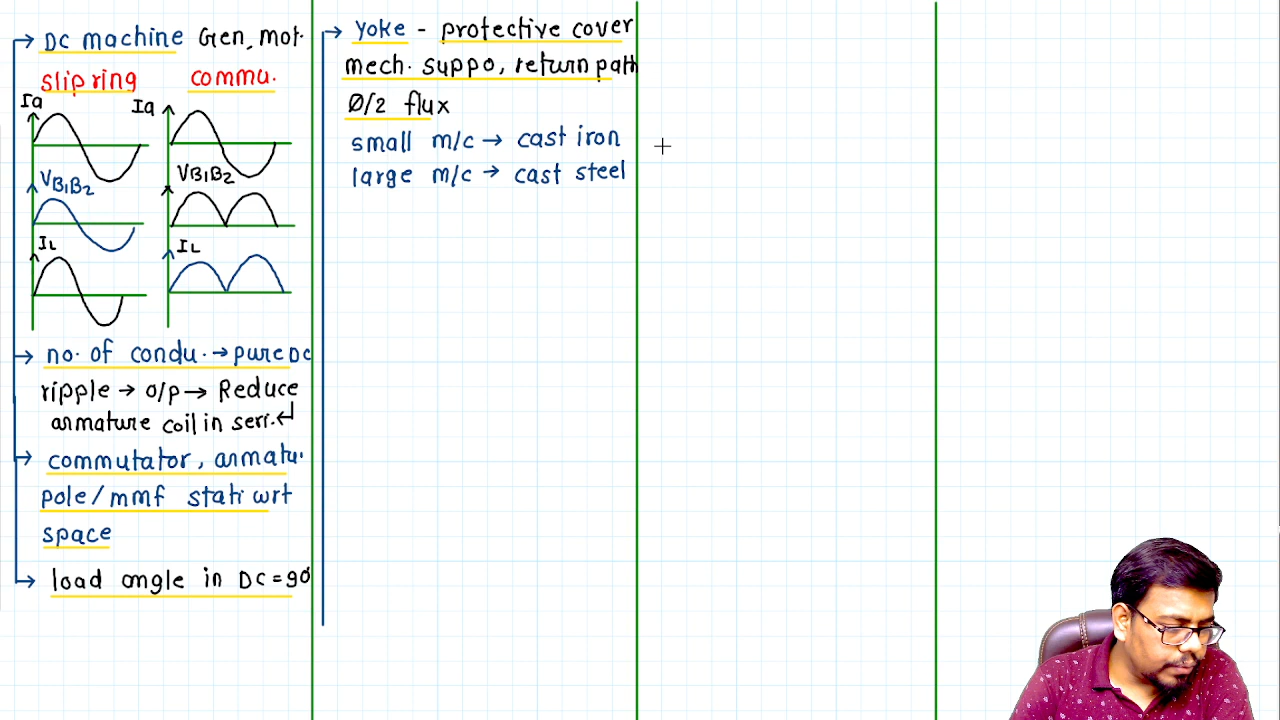 DC machine Gen, mot.
slip ring commu.
Ia Ia
VB1B2 VB1B2
IL IL
no. of condu. → pure DC
ripple → o/p → Reduce
armature coil in seri. ↵
commutator, armatu.
pole/mmf stati wrt
space
load angle in DC = 90°
Yoke - protective cover
mech. suppo, return path
Ø/2 flux
small m/c → cast iron
large m/c → cast steel